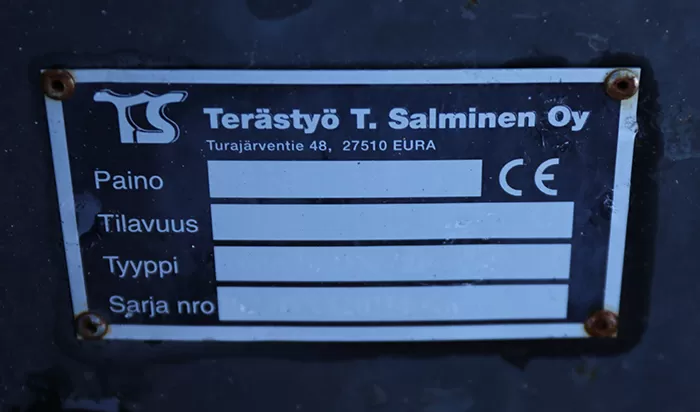 TS
Terästyö T. Salminen Oy
Turajärventie 48, 27510 EURA
Paino CE
Tilavuus
Tyyppi
Sarja nro